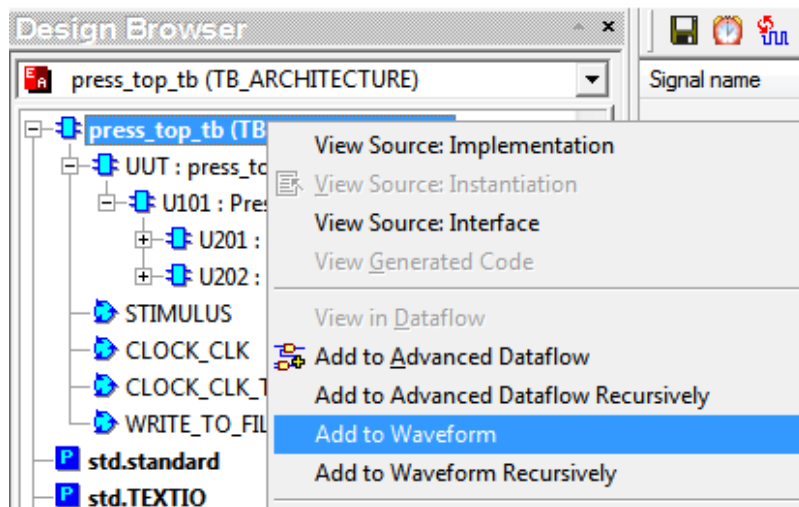 Design Browser
press_top_tb (TB_ARCHITECTURE)
Signal name
press_top_tb (TB
UUT : press_to
U101 : Pres
U201 :
U202 :
STIMULUS
CLOCK_CLK
CLOCK_CLK_T
WRITE_TO_FIL
std.standard
std.TEXTIO
View Source: Implementation
View Source: Instantiation
View Source: Interface
View Generated Code
View in Dataflow
Add to Advanced Dataflow
Add to Advanced Dataflow Recursively
Add to Waveform
Add to Waveform Recursively